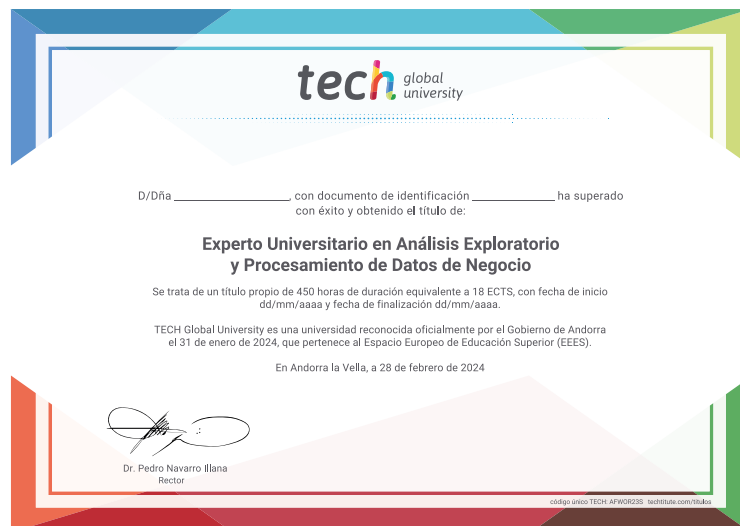 tech global university
D/Dña ______________, con documento de identificación ____________ ha superado
con éxito y obtenido el título de:
Experto Universitario en Análisis Exploratorio
y Procesamiento de Datos de Negocio
Se trata de un título propio de 450 horas de duración equivalente a 18 ECTS, con fecha de inicio
dd/mm/aaaa y fecha de finalización dd/mm/aaaa.
TECH Global University es una universidad reconocida oficialmente por el Gobierno de Andorra
el 31 de enero de 2024, que pertenece al Espacio Europeo de Educación Superior (EEES).
En Andorra la Vella, a 28 de febrero de 2024
Dr. Pedro Navarro Illana
Rector
código único TECH: AFWOR23S techtitute.com/titulos